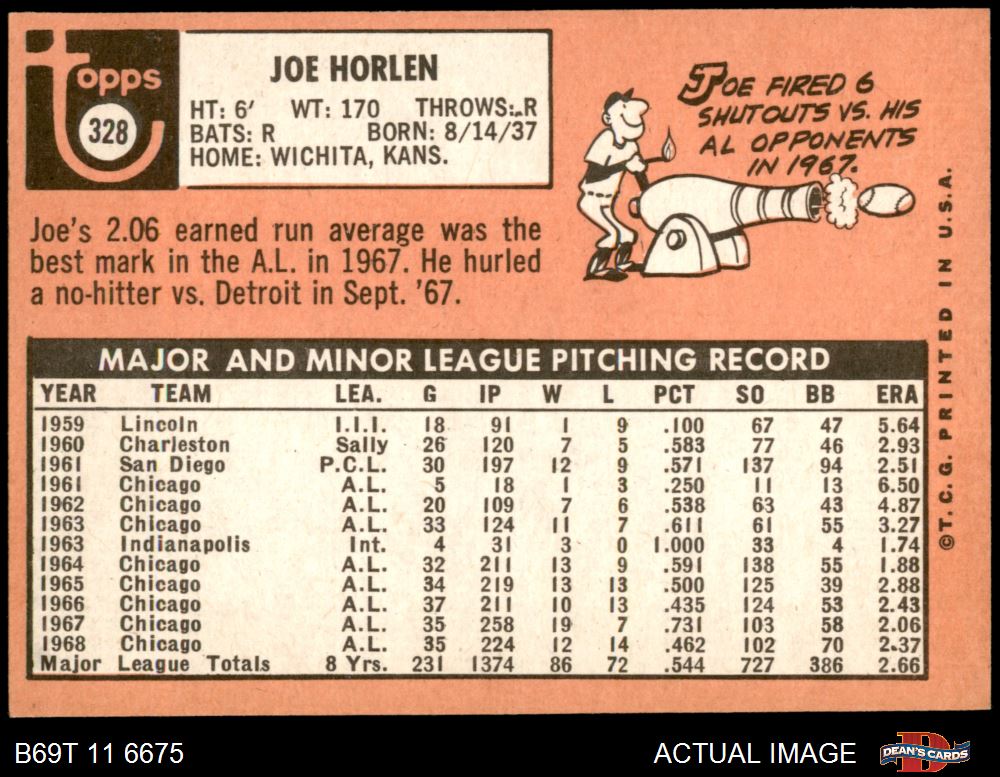 Topps
328
JOE HORLEN
HT: 6' WT: 170 THROWS: R
BATS: R BORN: 8/14/37
HOME: WICHITA, KANS.
JOE FIRED 6
SHUTOUTS VS. HIS
AL OPPONENTS
IN 1967.
Joe's 2.06 earned run average was the
best mark in the A.L. in 1967. He hurled
a no-hitter vs. Detroit in Sept. '67.
MAJOR AND MINOR LEAGUE PITCHING RECORD
YEAR TEAM LEA. G IP W L PCT SO BB ERA
1959 Lincoln I.I.I. 18 91 1 9 .100 67 47 5.64
1960 Charleston Sally 26 120 7 5 .583 77 46 2.93
1961 San Diego P.C.L. 30 197 12 9 .571 137 94 2.51
1961 Chicago A.L. 5 18 1 3 .250 11 13 6.50
1962 Chicago A.L. 20 109 7 6 .538 63 43 4.87
1963 Chicago A.L. 33 124 11 7 .611 61 55 3.27
1963 Indianapolis Int. 4 31 3 0 1.000 33 4 1.74
1964 Chicago A.L. 32 211 13 9 .591 138 55 1.88
1965 Chicago A.L. 34 219 13 13 .500 125 39 2.88
1966 Chicago A.L. 37 211 10 13 .435 124 53 2.43
1967 Chicago A.L. 35 258 19 7 .731 103 58 2.06
1968 Chicago A.L. 35 224 12 14 .462 102 70 2.37
Major League Totals 8 Yrs. 231 1374 86 72 .544 727 386 2.66
©T. C. G. PRINTED IN U.S.A.
B69T 11 6675
ACTUAL IMAGE
DEAN'S CARDS